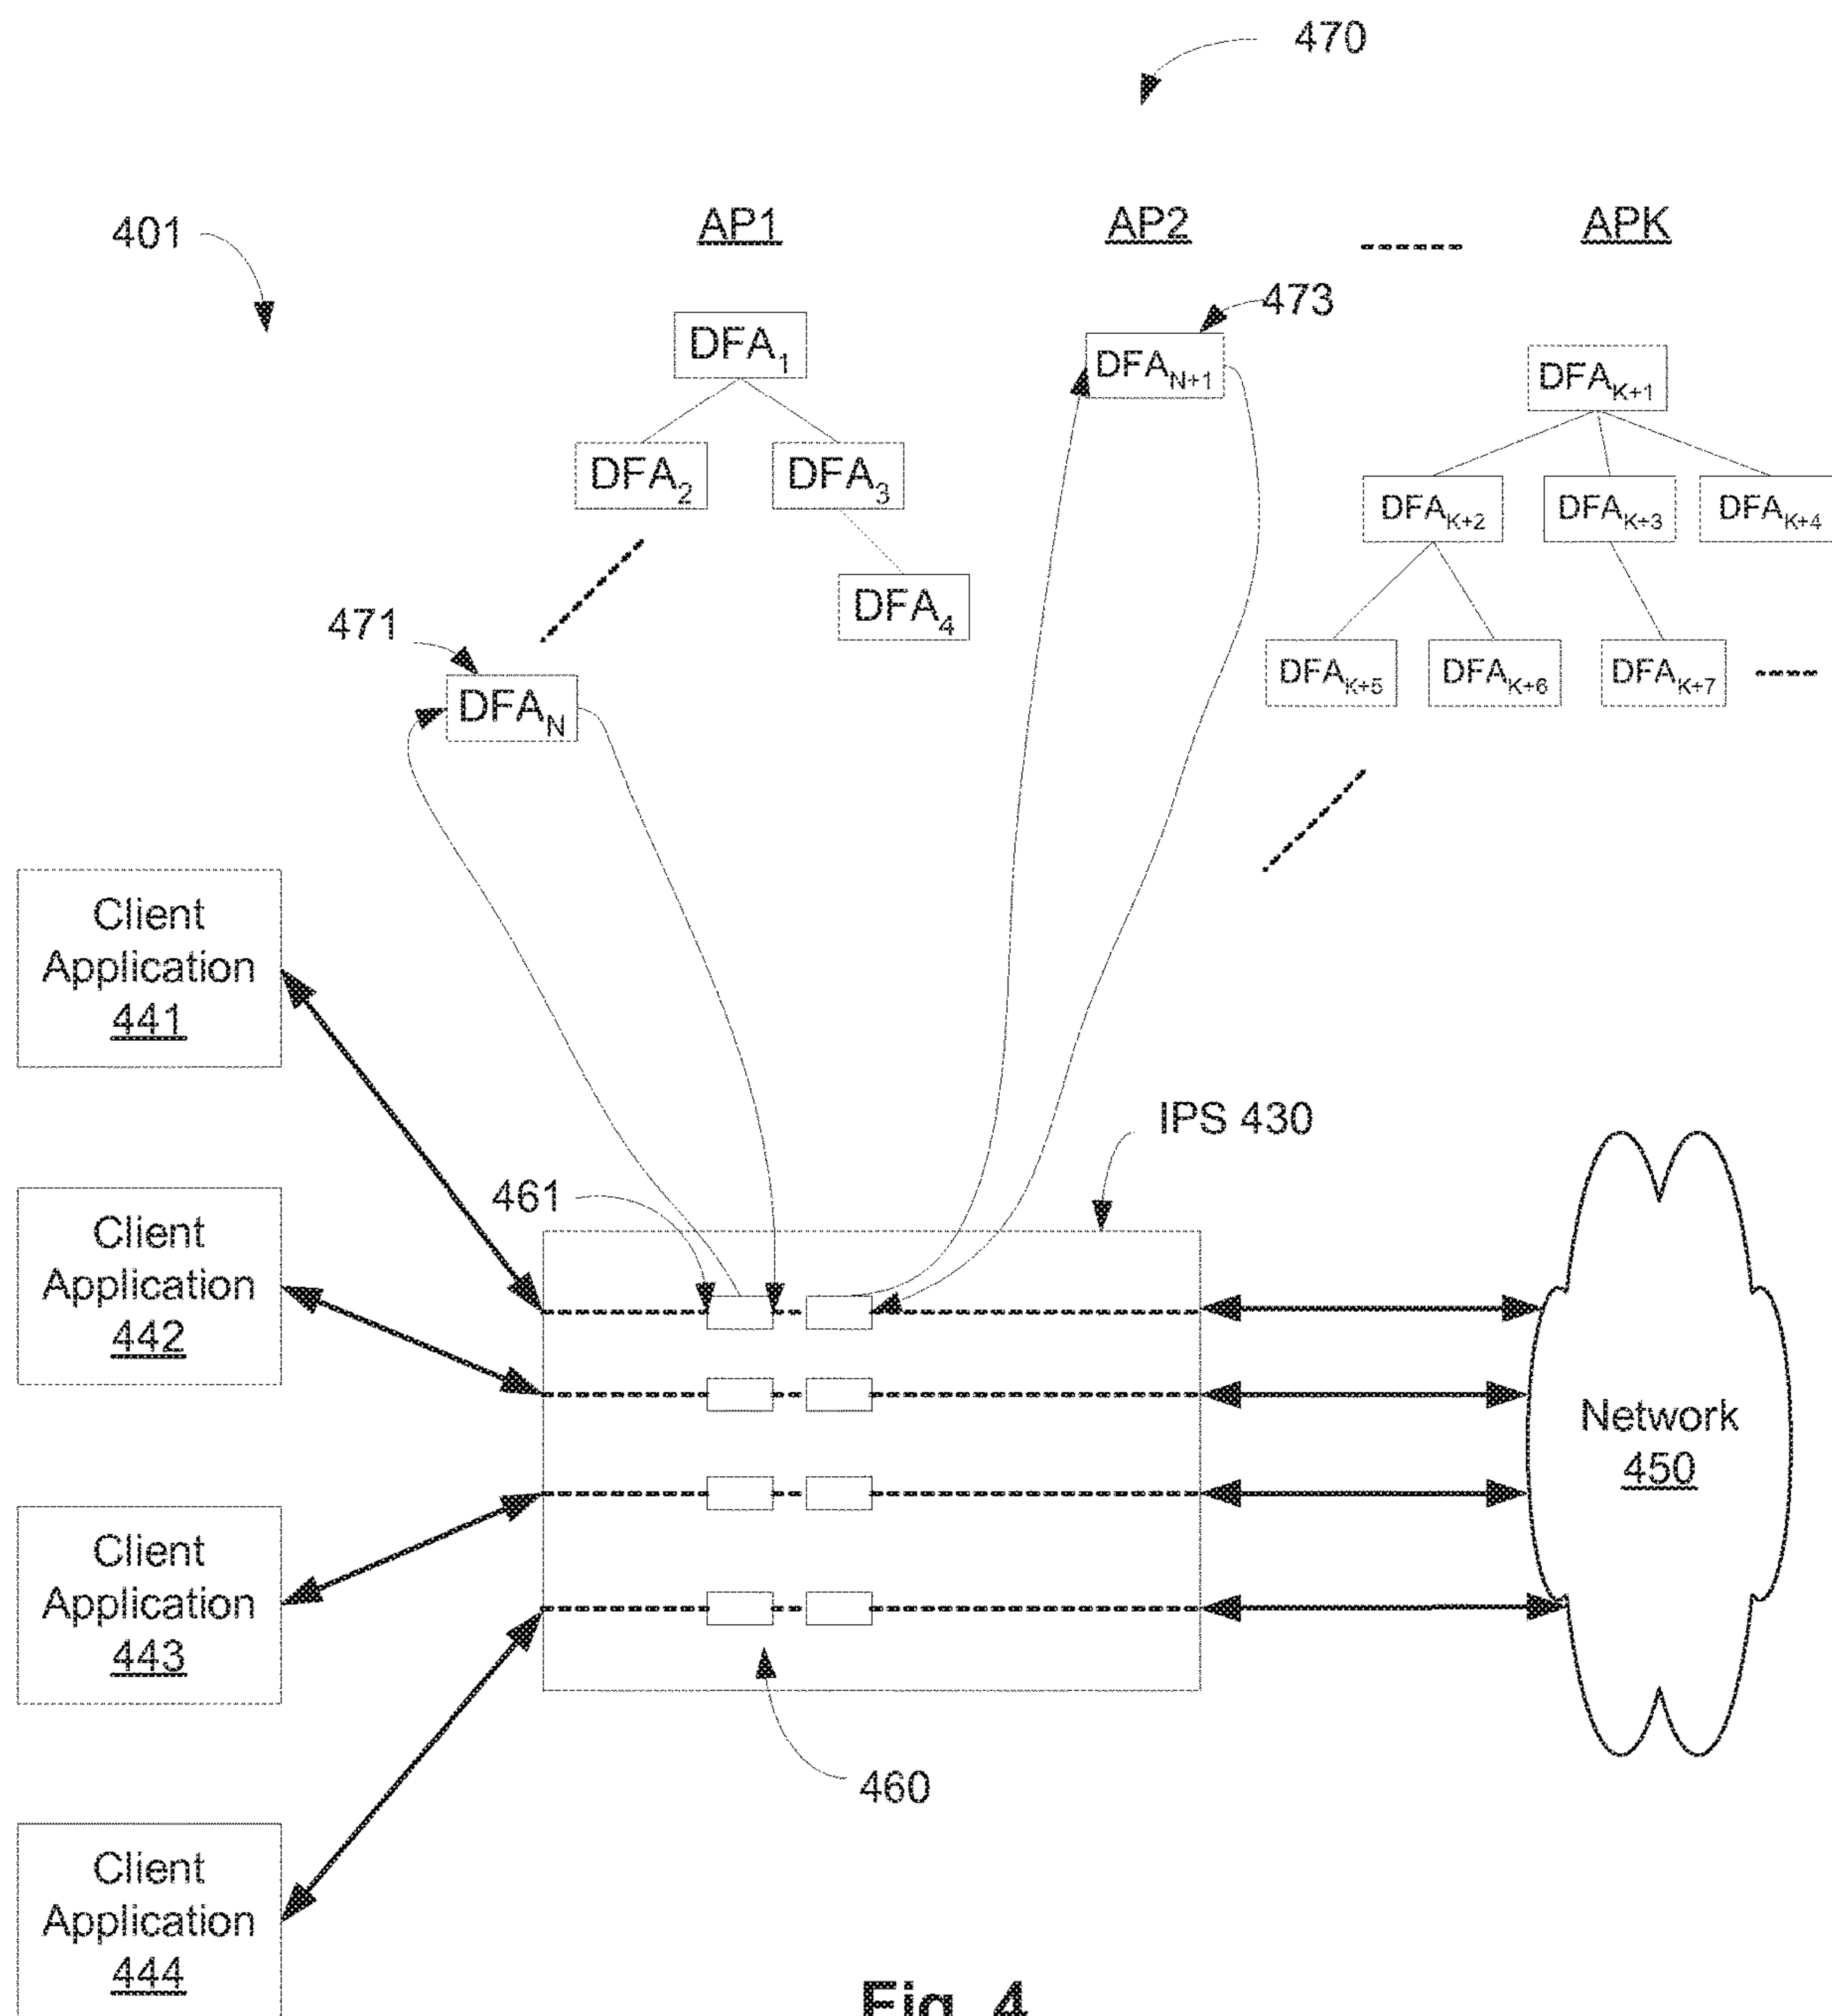 470
401
AP1
AP2
APK
473
DFA1
DFAN+1
DFAK+1
DFA2
DFA3
DFAK+2
DFAK+3
DFAK+4
DFA4
471
DFAK+5
DFAK+6
DFAK+7
DFAN
Client
Application
441
IPS 430
461
Client
Application
442
Network
450
Client
Application
443
460
Client
Application
444
Fig. 4